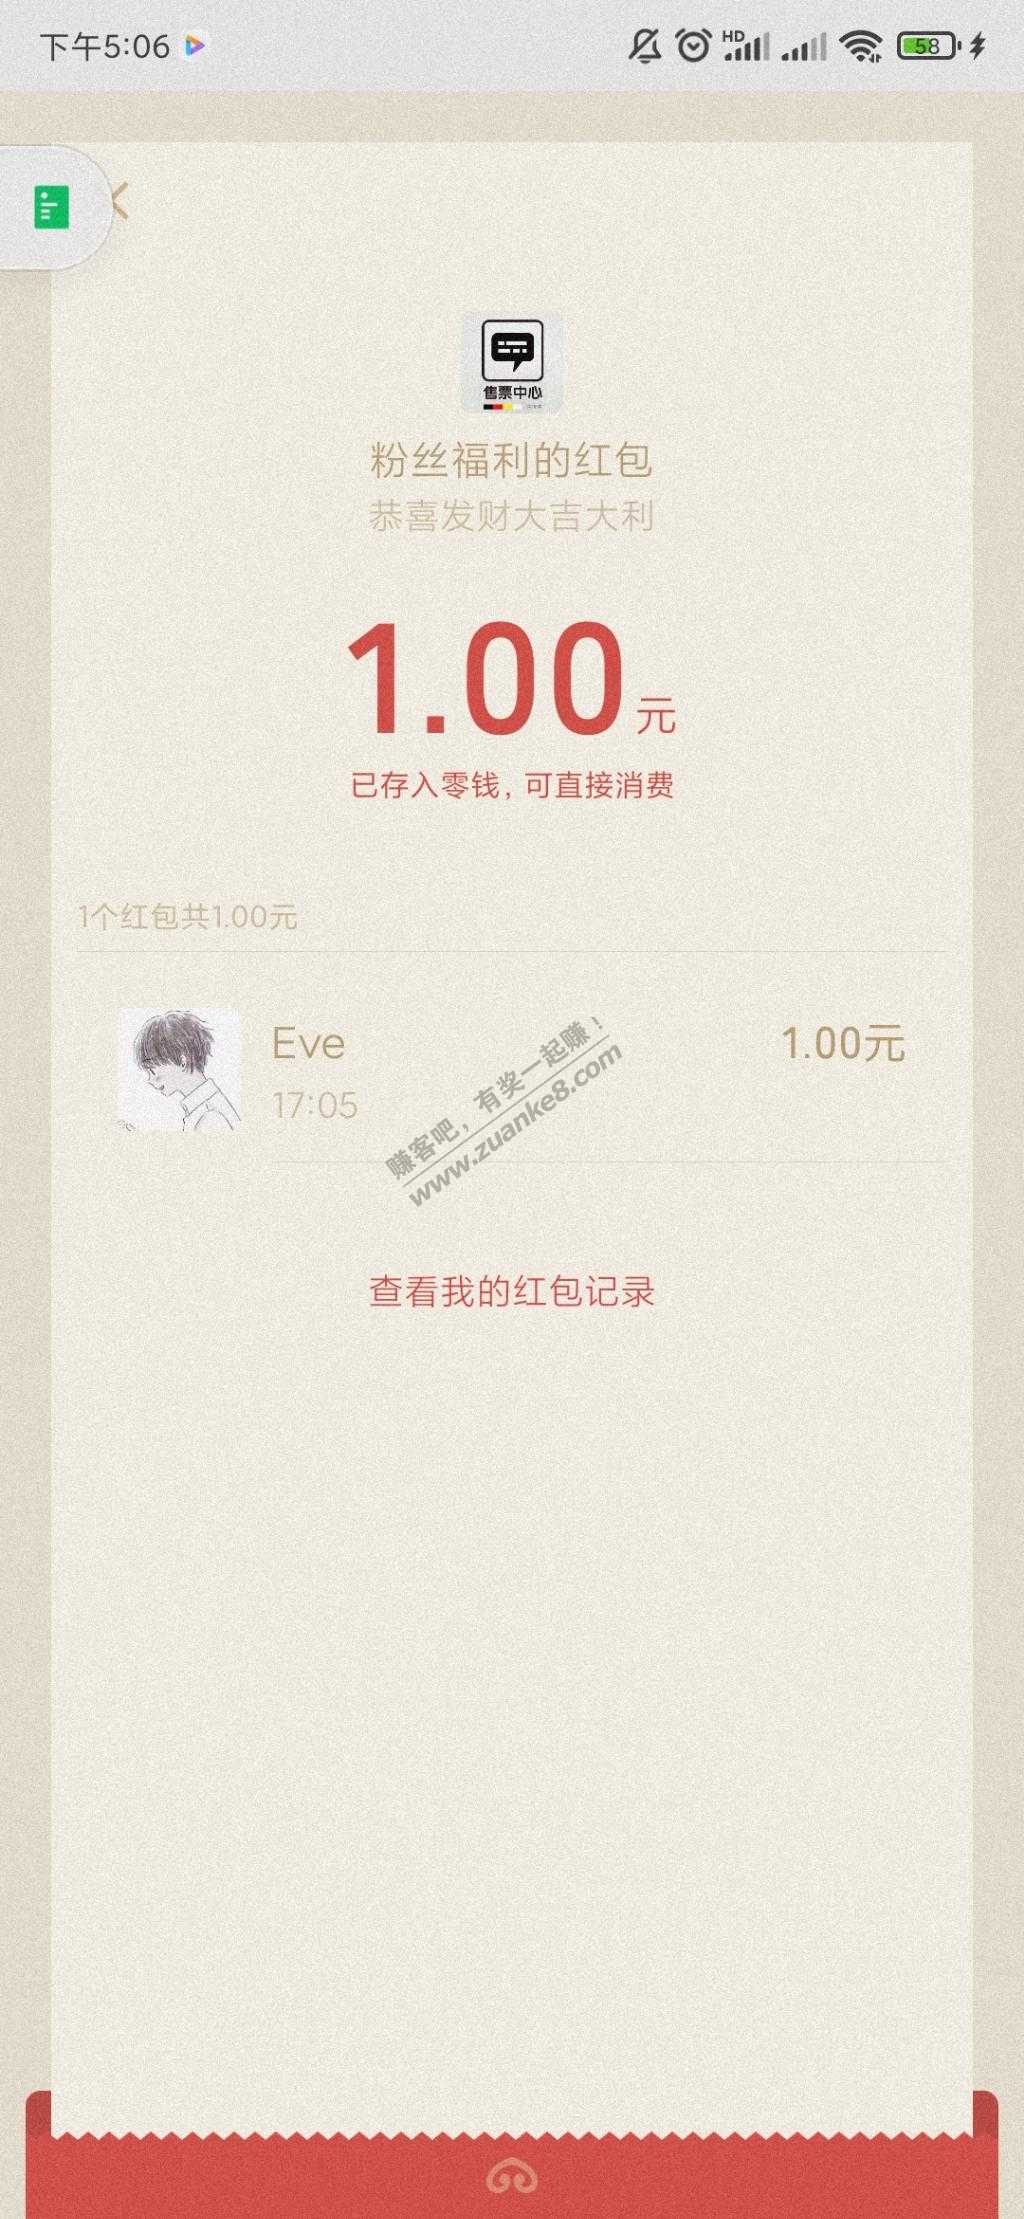 下午5:06
HD
58
售票中心
粉丝福利的红包
恭喜发财大吉大利
1.00元
已存入零钱，可直接消费
1个红包共1.00元
Eve
1.00元
17:05
赚客吧，有奖一起赚！
www.zuanke8.com
查看我的红包记录